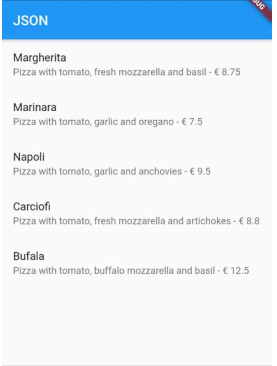 JSON
Margherita
Pizza with tomato, fresh mozzarella and basil - € 8.75
Marinara
Pizza with tomato, garlic and oregano - € 7.5
Napoli
Pizza with tomato, garlic and anchovies - € 9.5
Carciofi
Pizza with tomato, fresh mozzarella and artichokes - € 8.8
Bufala
Pizza with tomato, buffalo mozzarella and basil - € 12.5